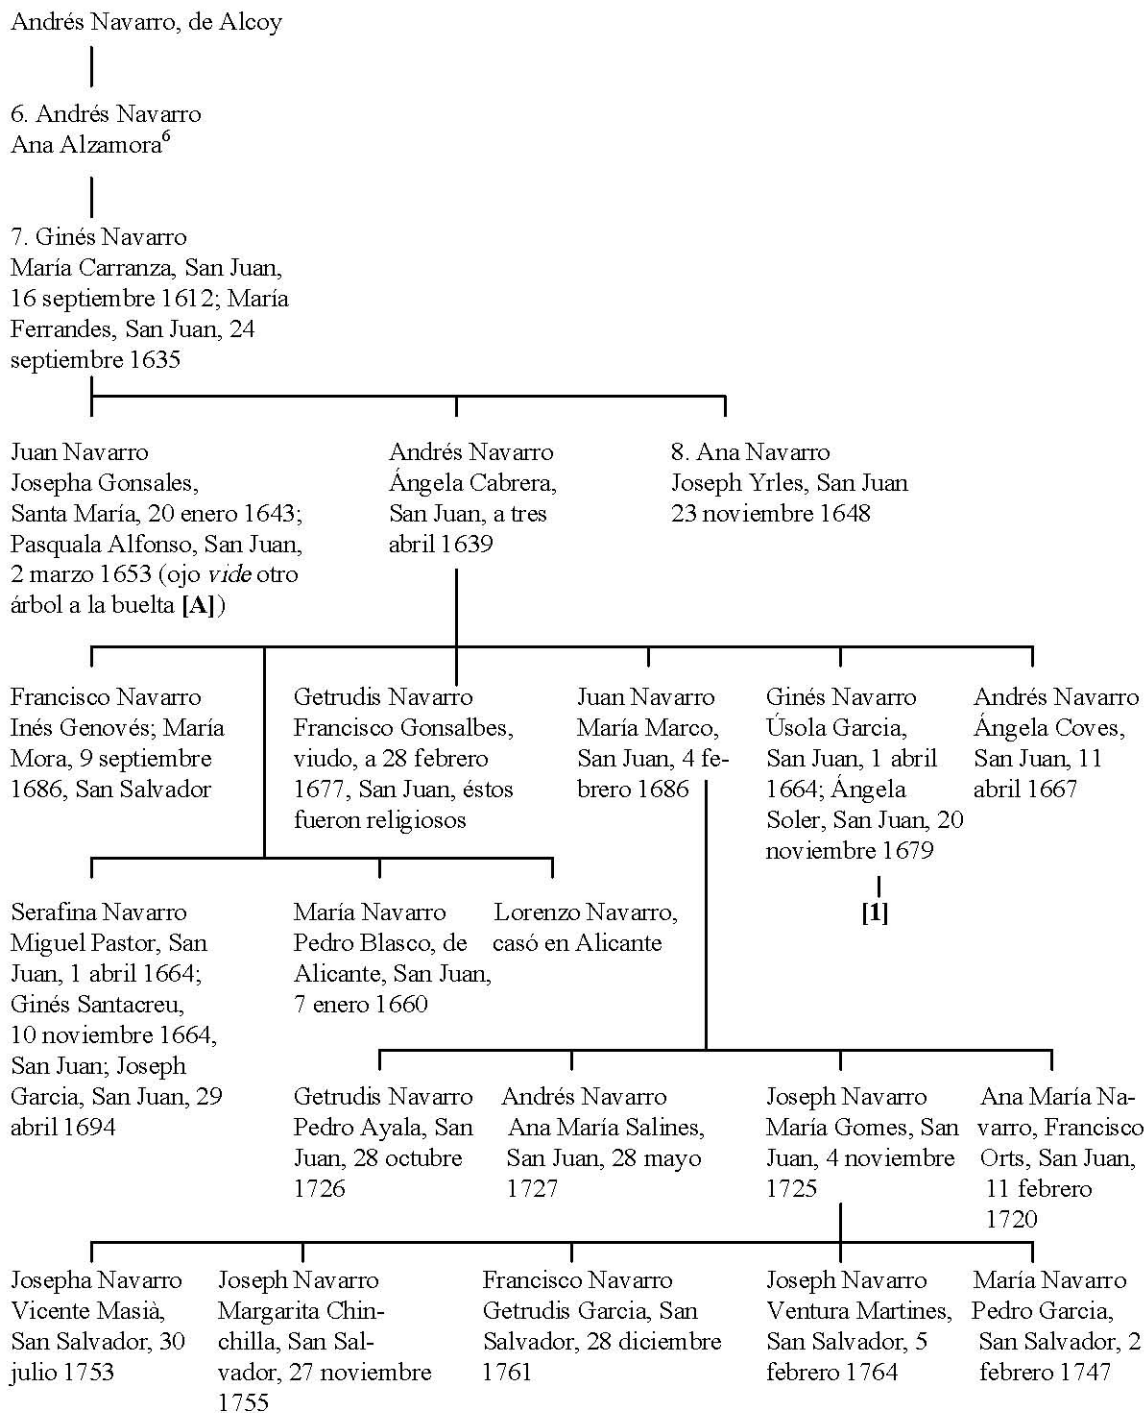 Andrés Navarro, de Alcoy
6. Andrés Navarro
Ana Alzamora⁶
7. Ginés Navarro
María Carranza, San Juan,
16 septiembre 1612; María
Ferrandes, San Juan, 24
septiembre 1635
Juan Navarro
Josepha Gonsales,
Santa María, 20 enero 1643;
Pasquala Alfonso, San Juan,
2 marzo 1653 (ojo vide otro
árbol a la buelta [A])
Andrés Navarro
Ángela Cabrera,
San Juan, a tres
abril 1639
8. Ana Navarro
Joseph Yrles, San Juan
23 noviembre 1648
Francisco Navarro
Inés Genovés; María
Mora, 9 septiembre
1686, San Salvador
Getrudis Navarro
Francisco Gonsalbes,
viudo, a 28 febrero
1677, San Juan, éstos
fueron religiosos
Juan Navarro
María Marco,
San Juan, 4 fe-
brero 1686
Ginés Navarro
Úsola Garcia,
San Juan, 1 abril
1664; Ángela
Soler, San Juan, 20
noviembre 1679
[1]
Andrés Navarro
Ángela Coves,
San Juan, 11
abril 1667
Serafina Navarro
Miguel Pastor, San
Juan, 1 abril 1664;
Ginés Santacreu,
10 noviembre 1664,
San Juan; Joseph
Garcia, San Juan, 29
abril 1694
María Navarro
Pedro Blasco, de
Alicante, San Juan,
7 enero 1660
Lorenzo Navarro,
casó en Alicante
Getrudis Navarro
Pedro Ayala, San
Juan, 28 octubre
1726
Andrés Navarro
Ana María Salines,
San Juan, 28 mayo
1727
Joseph Navarro
María Gomes, San
Juan, 4 noviembre
1725
Ana María Na-
varro, Francisco
Orts, San Juan,
11 febrero
1720
Josepha Navarro
Vicente Masià,
San Salvador, 30
julio 1753
Joseph Navarro
Margarita Chin-
chilla, San Sal-
vador, 27 noviembre
1755
Francisco Navarro
Getrudis Garcia, San
Salvador, 28 diciembre
1761
Joseph Navarro
Ventura Martines,
San Salvador, 5
febrero 1764
María Navarro
Pedro Garcia,
San Salvador, 2
febrero 1747